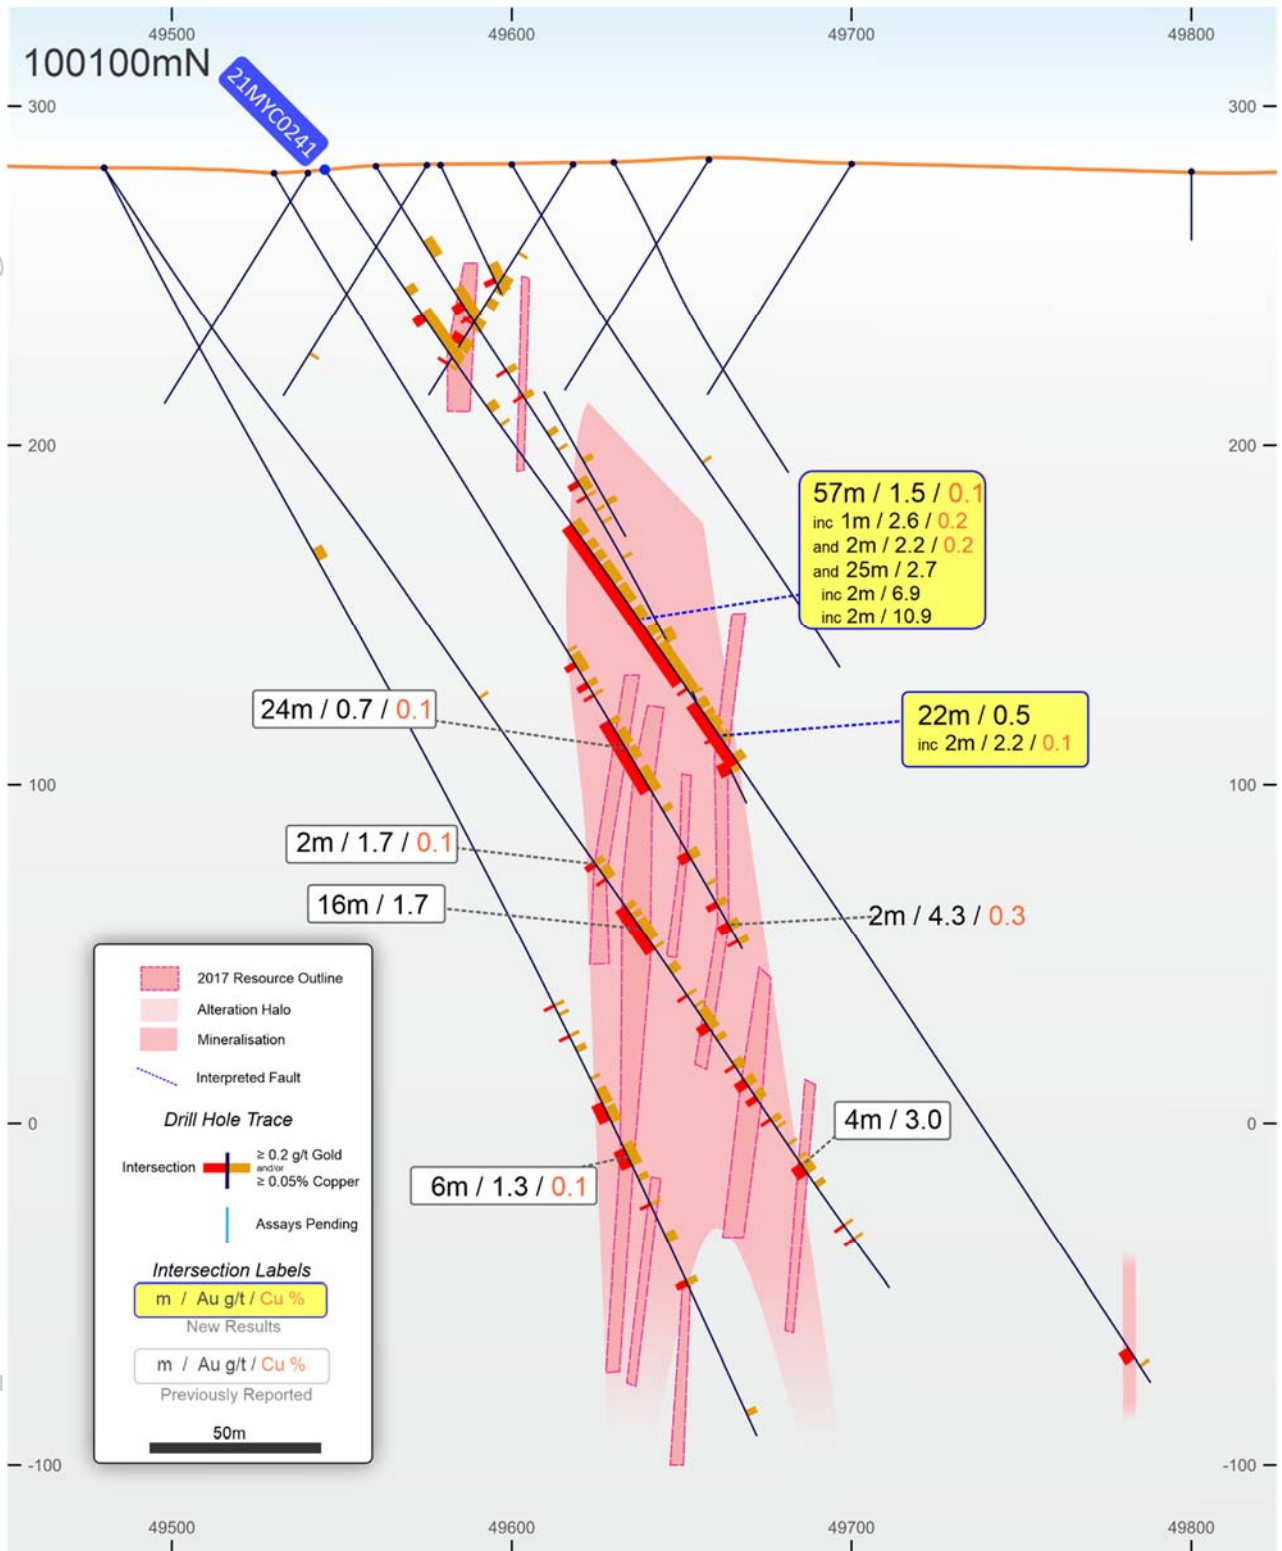 49500
49600
49700
49800
100100mN
21MYC0241
300
300
200
200
57m / 1.5 / 0.1
inc 1m / 2.6 / 0.2
and 2m / 2.2 / 0.2
and 25m / 2.7
inc 2m / 6.9
inc 2m / 10.9
24m / 0.7 / 0.1
22m / 0.5
inc 2m / 2.2 / 0.1
100
100
2m / 1.7 / 0.1
16m / 1.7
2m / 4.3 / 0.3
0
0
4m / 3.0
6m / 1.3 / 0.1
2017 Resource Outline
Alteration Halo
Mineralisation
Interpreted Fault
Drill Hole Trace
Intersection
≥ 0.2 g/t Gold
and/or
≥ 0.05% Copper
Assays Pending
Intersection Labels
m / Au g/t / Cu %
New Results
m / Au g/t / Cu %
Previously Reported
50m
-100
-100
49500
49600
49700
49800